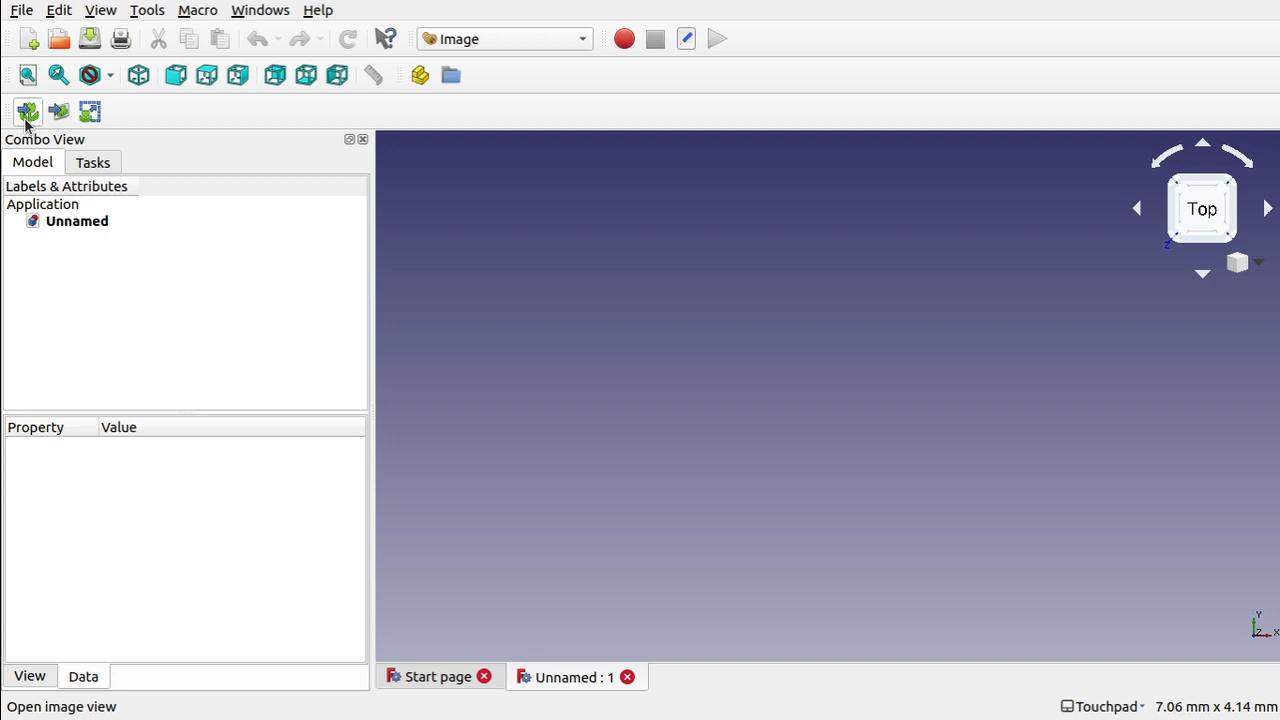 File Edit View Tools Macro Windows Help
Image
Combo View
Model Tasks
Labels & Attributes
Application
Unnamed
Top
Z
Property Value
Y
Z X
View Data
Start page Unnamed : 1
Open image view Touchpad 7.06 mm x 4.14 mm